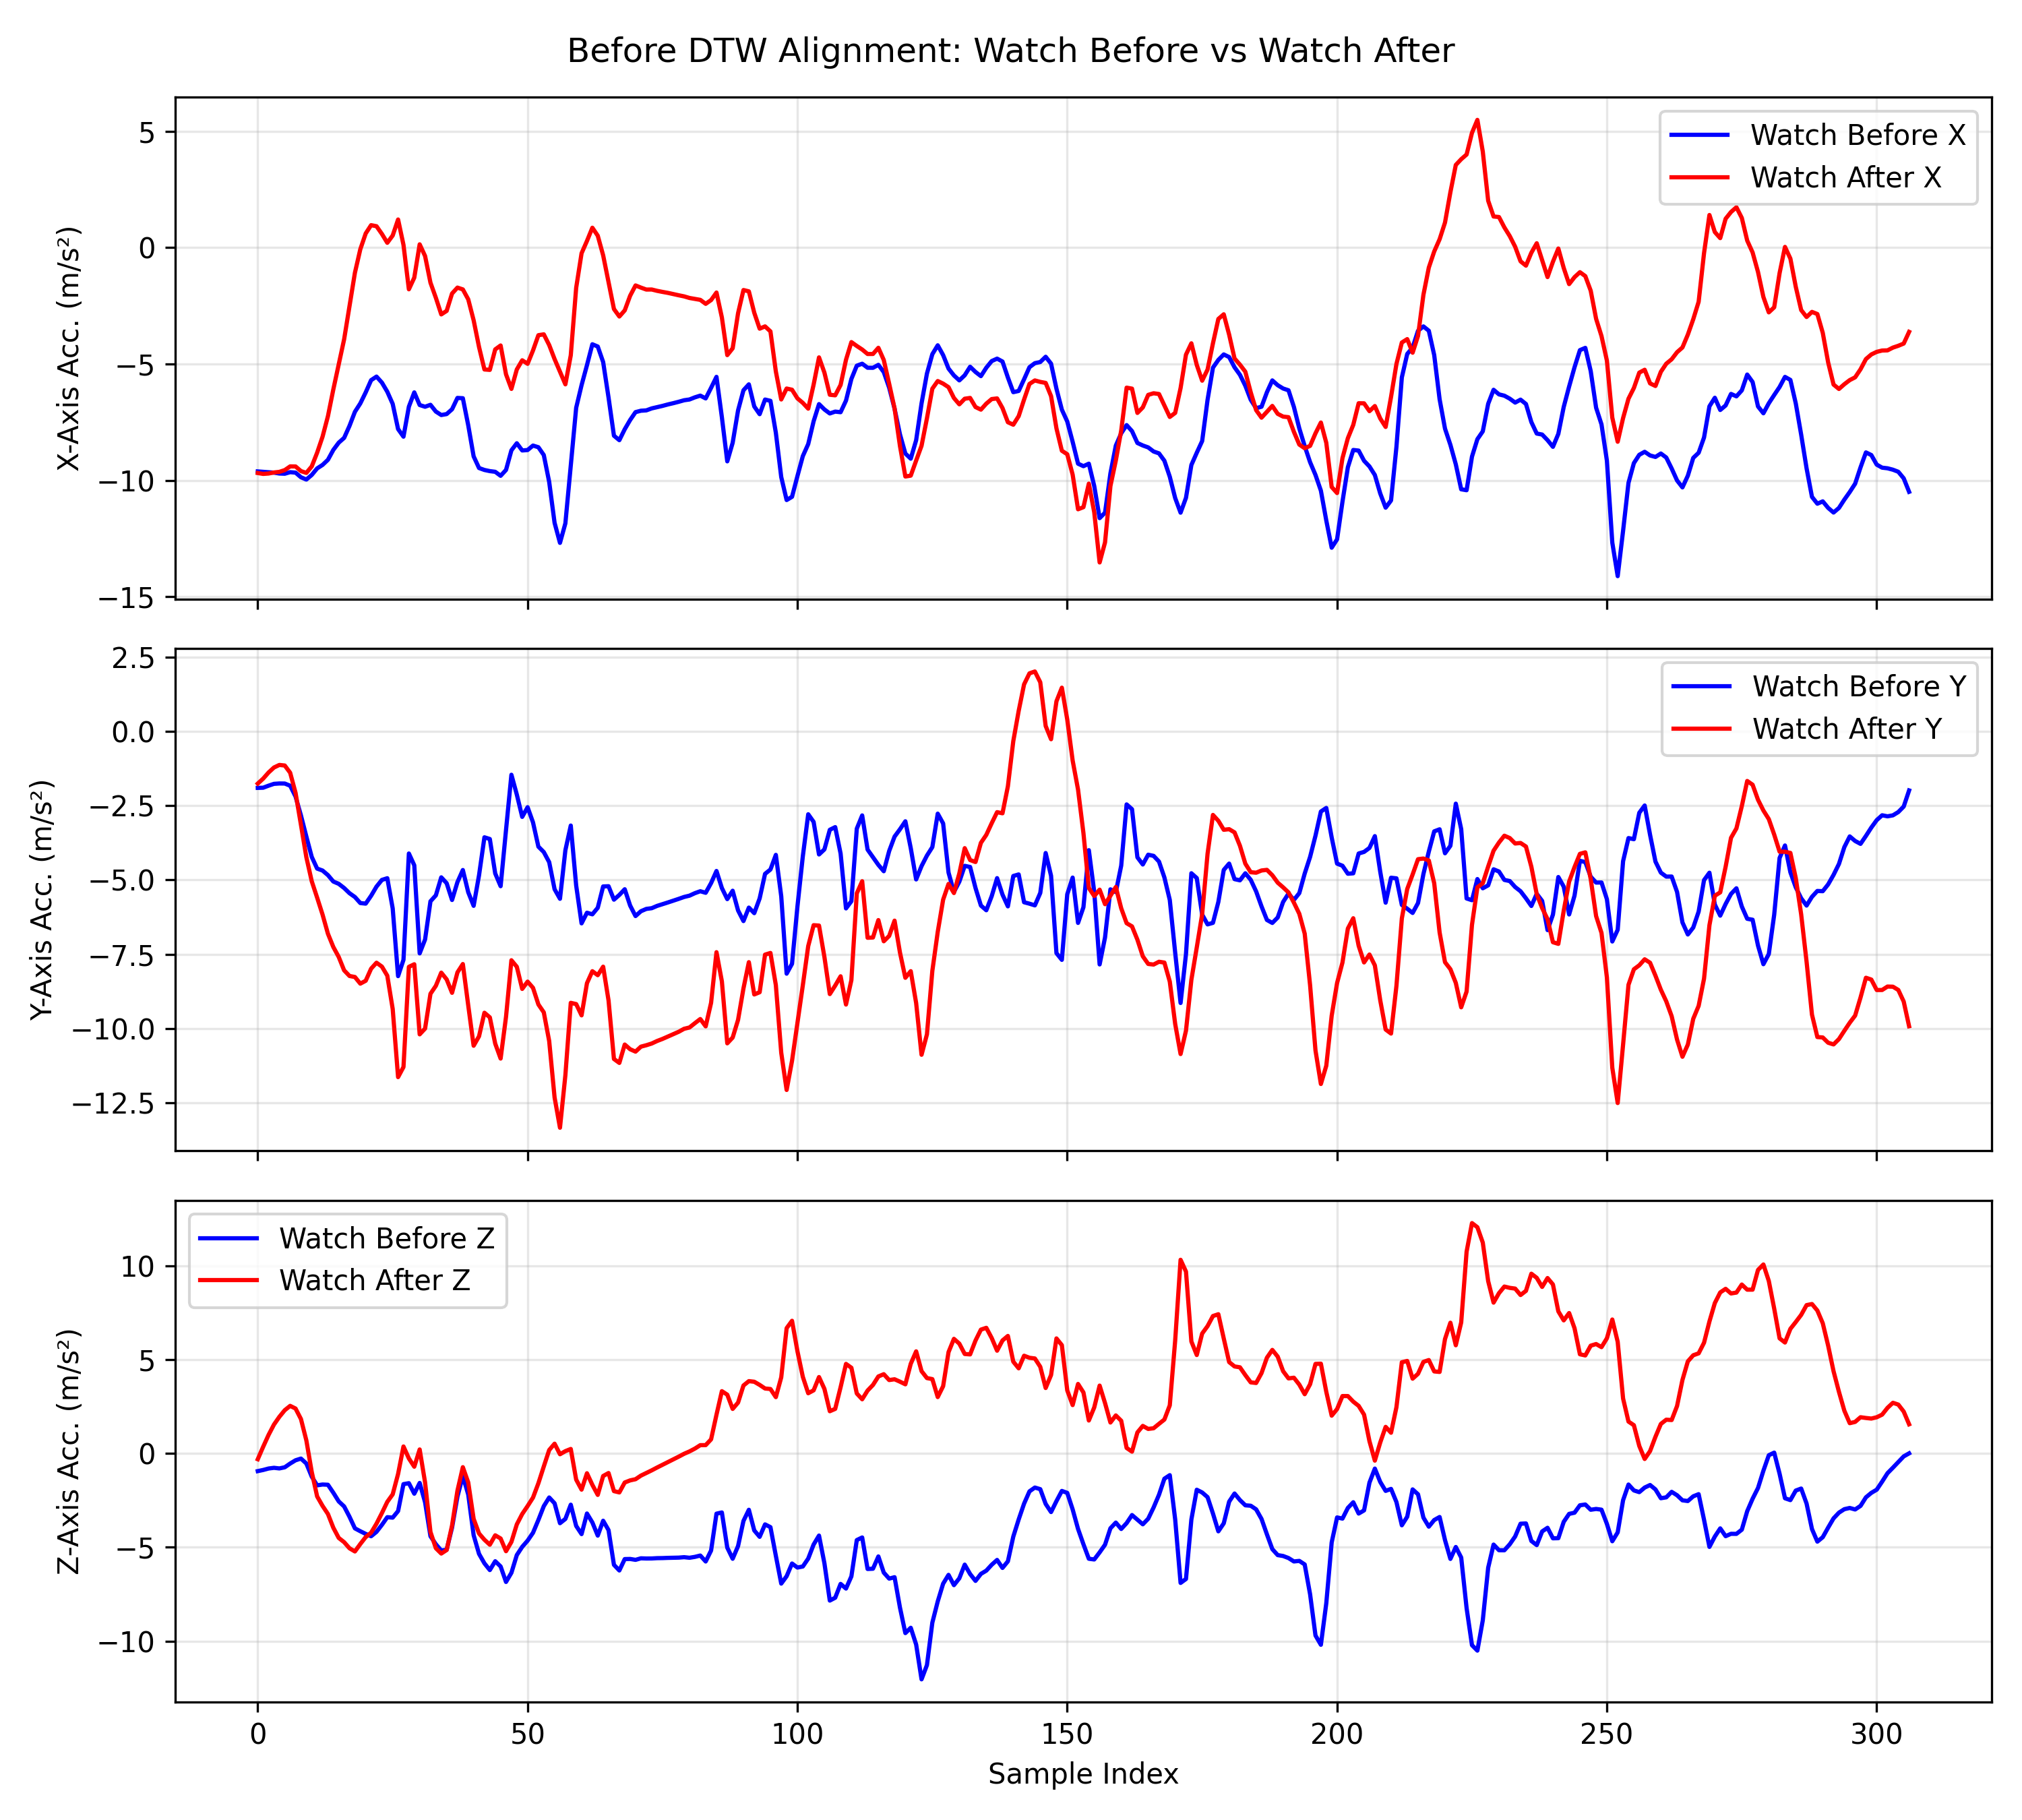 Before DTW Alignment: Watch Before vs Watch After
X-Axis Acc. (m/s²)
5
0
−5
−10
−15
Watch Before X
Watch After X
Y-Axis Acc. (m/s²)
2.5
0.0
−2.5
−5.0
−7.5
−10.0
−12.5
Watch Before Y
Watch After Y
Z-Axis Acc. (m/s²)
10
5
0
−5
−10
Watch Before Z
Watch After Z
0 50 100 150 200 250 300
Sample Index